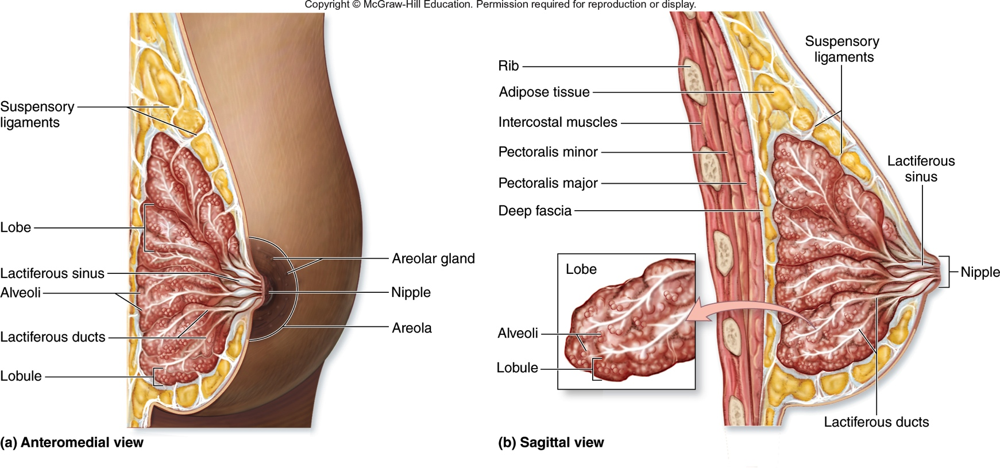 Copyright © McGraw-Hill Education. Permission required for reproduction or display.
Suspensory
ligaments
Lobe
Lactiferous sinus
Alveoli
Lactiferous ducts
Lobule
Areolar gland
Nipple
Areola
(a) Anteromedial view
Rib
Adipose tissue
Intercostal muscles
Pectoralis minor
Pectoralis major
Deep fascia
Suspensory
ligaments
Lactiferous
sinus
Nipple
Lobe
Alveoli
Lobule
Lactiferous ducts
(b) Sagittal view